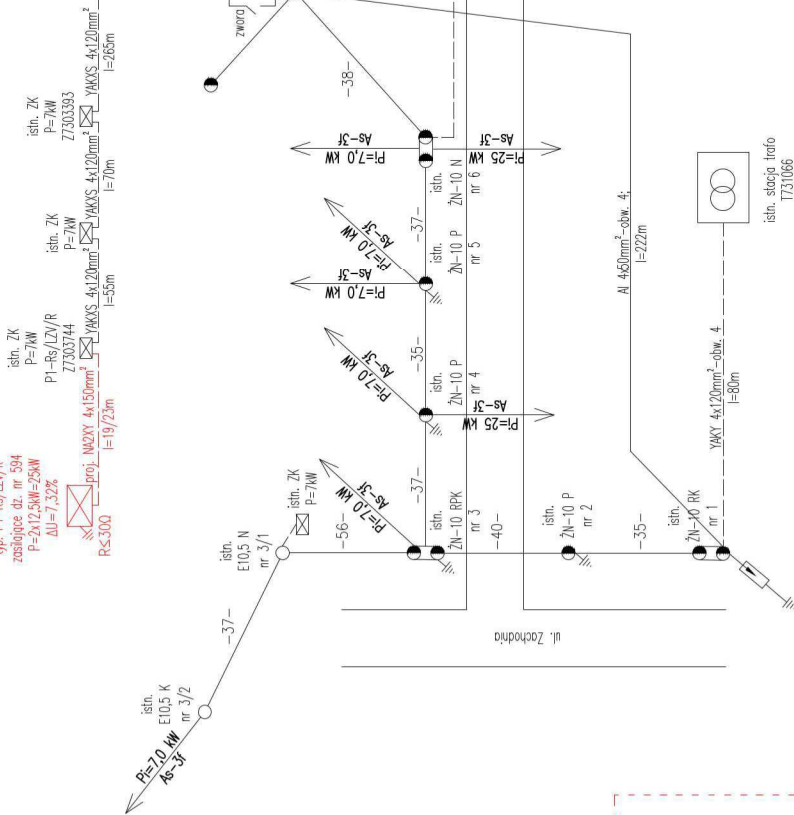 typ. P1-Rs/LZV/R
zasilające dz. nr 594
P=2x12,5kW=25kW
ΔU=7,32%
R≤30Ω
proj. NA2XY 4x150mm²
l=19/23m
istn. ZK
P=7kW
P1-Rs/LZV/R
Z7303744
YAKXS 4x120mm²
l=55m
istn. ZK
P=7kW
YAKXS 4x120mm²
l=70m
istn. ZK
P=7kW
Z7303393
YAKXS 4x120mm²
l=265m
zwora
-38-
Pi=7,0 kW
As-3f
Pi=25 kW
As-3f
istn.
ŻN-10 N
nr 6
-37-
Pi=7,0 kW
As-3f
Pi=7,0 kW
As-3f
istn.
ŻN-10 P
nr 5
-35-
Pi=7,0 kW
As-3f
Pi=25 kW
As-3f
istn.
ŻN-10 P
nr 4
-37-
Pi=7,0 kW
As-3f
istn.
ŻN-10 RPK
nr 3
istn. ZK
P=7kW
-56-
istn.
E10,5 N
nr 3/1
-37-
istn.
E10,5 K
nr 3/2
Pi=7,0 kW
As-3f
-40-
istn.
ŻN-10 P
nr 2
-35-
istn.
ŻN-10 RK
nr 1
ul. Zachodnia
Al 4x50mm²-obw. 4;
l=222m
YAKY 4x120mm²-obw. 4
l=80m
istn. stacja trafo
T731066